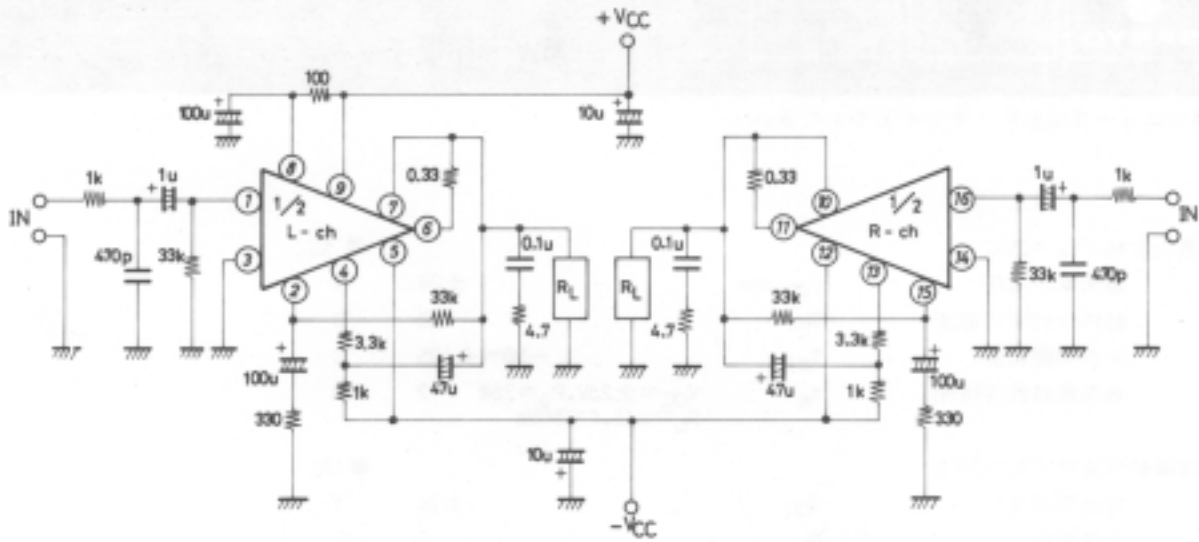 +VCC
100
100u
10u
1k
1u
1
8
9
7
0.33
6
1/2
L-ch
IN
470p
33k
3
2
4
5
0.1u
RL
4.7
33k
3.3k
100u
47u
1k
330
10u
-VCC
0.33
10
11
1/2
R-ch
16
1u
1k
IN
12
13
14
15
33k
470p
0.1u
RL
4.7
33k
3.3k
47u
1k
100u
330